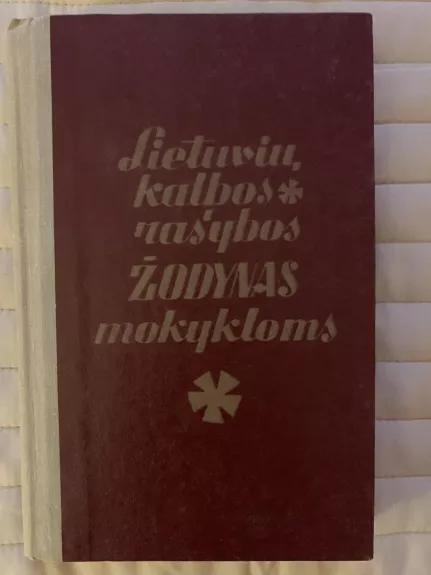 Lietuvių
kalbos
rašybos
ŽODYNAS
mokykloms